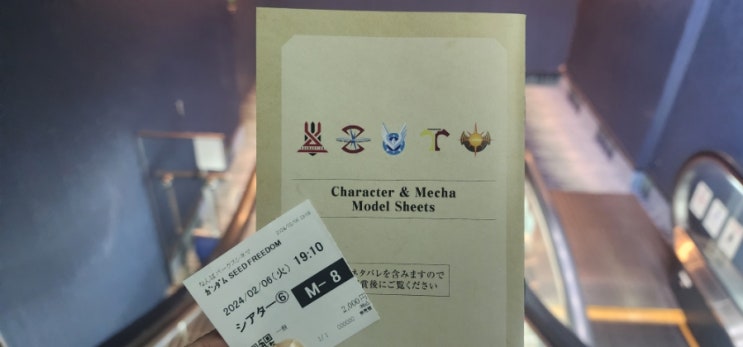 Character & Mecha
Model Sheets
ネタバレを含みますので
賞後にご覧ください
なんばパークスシネマ
ガンダム SEED FREEDOM
2024/02/06(火) 19:10
シアター⑥ M-8
一般
2,000円